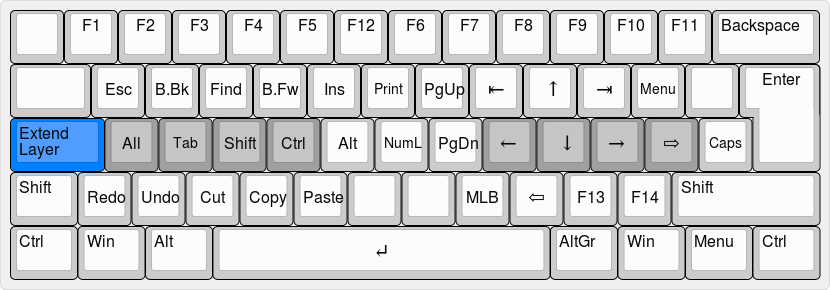 F1 F2 F3 F4 F5 F12 F6 F7 F8 F9 F10 F11 Backspace
Esc B.Bk Find B.Fw Ins Print PgUp ⇤ ↑ ⇥ Menu Enter
Extend
Layer All Tab Shift Ctrl Alt NumL PgDn ← ↓ → ⇨ Caps
Shift Redo Undo Cut Copy Paste MLB ⇦ F13 F14 Shift
Ctrl Win Alt ↵ AltGr Win Menu Ctrl